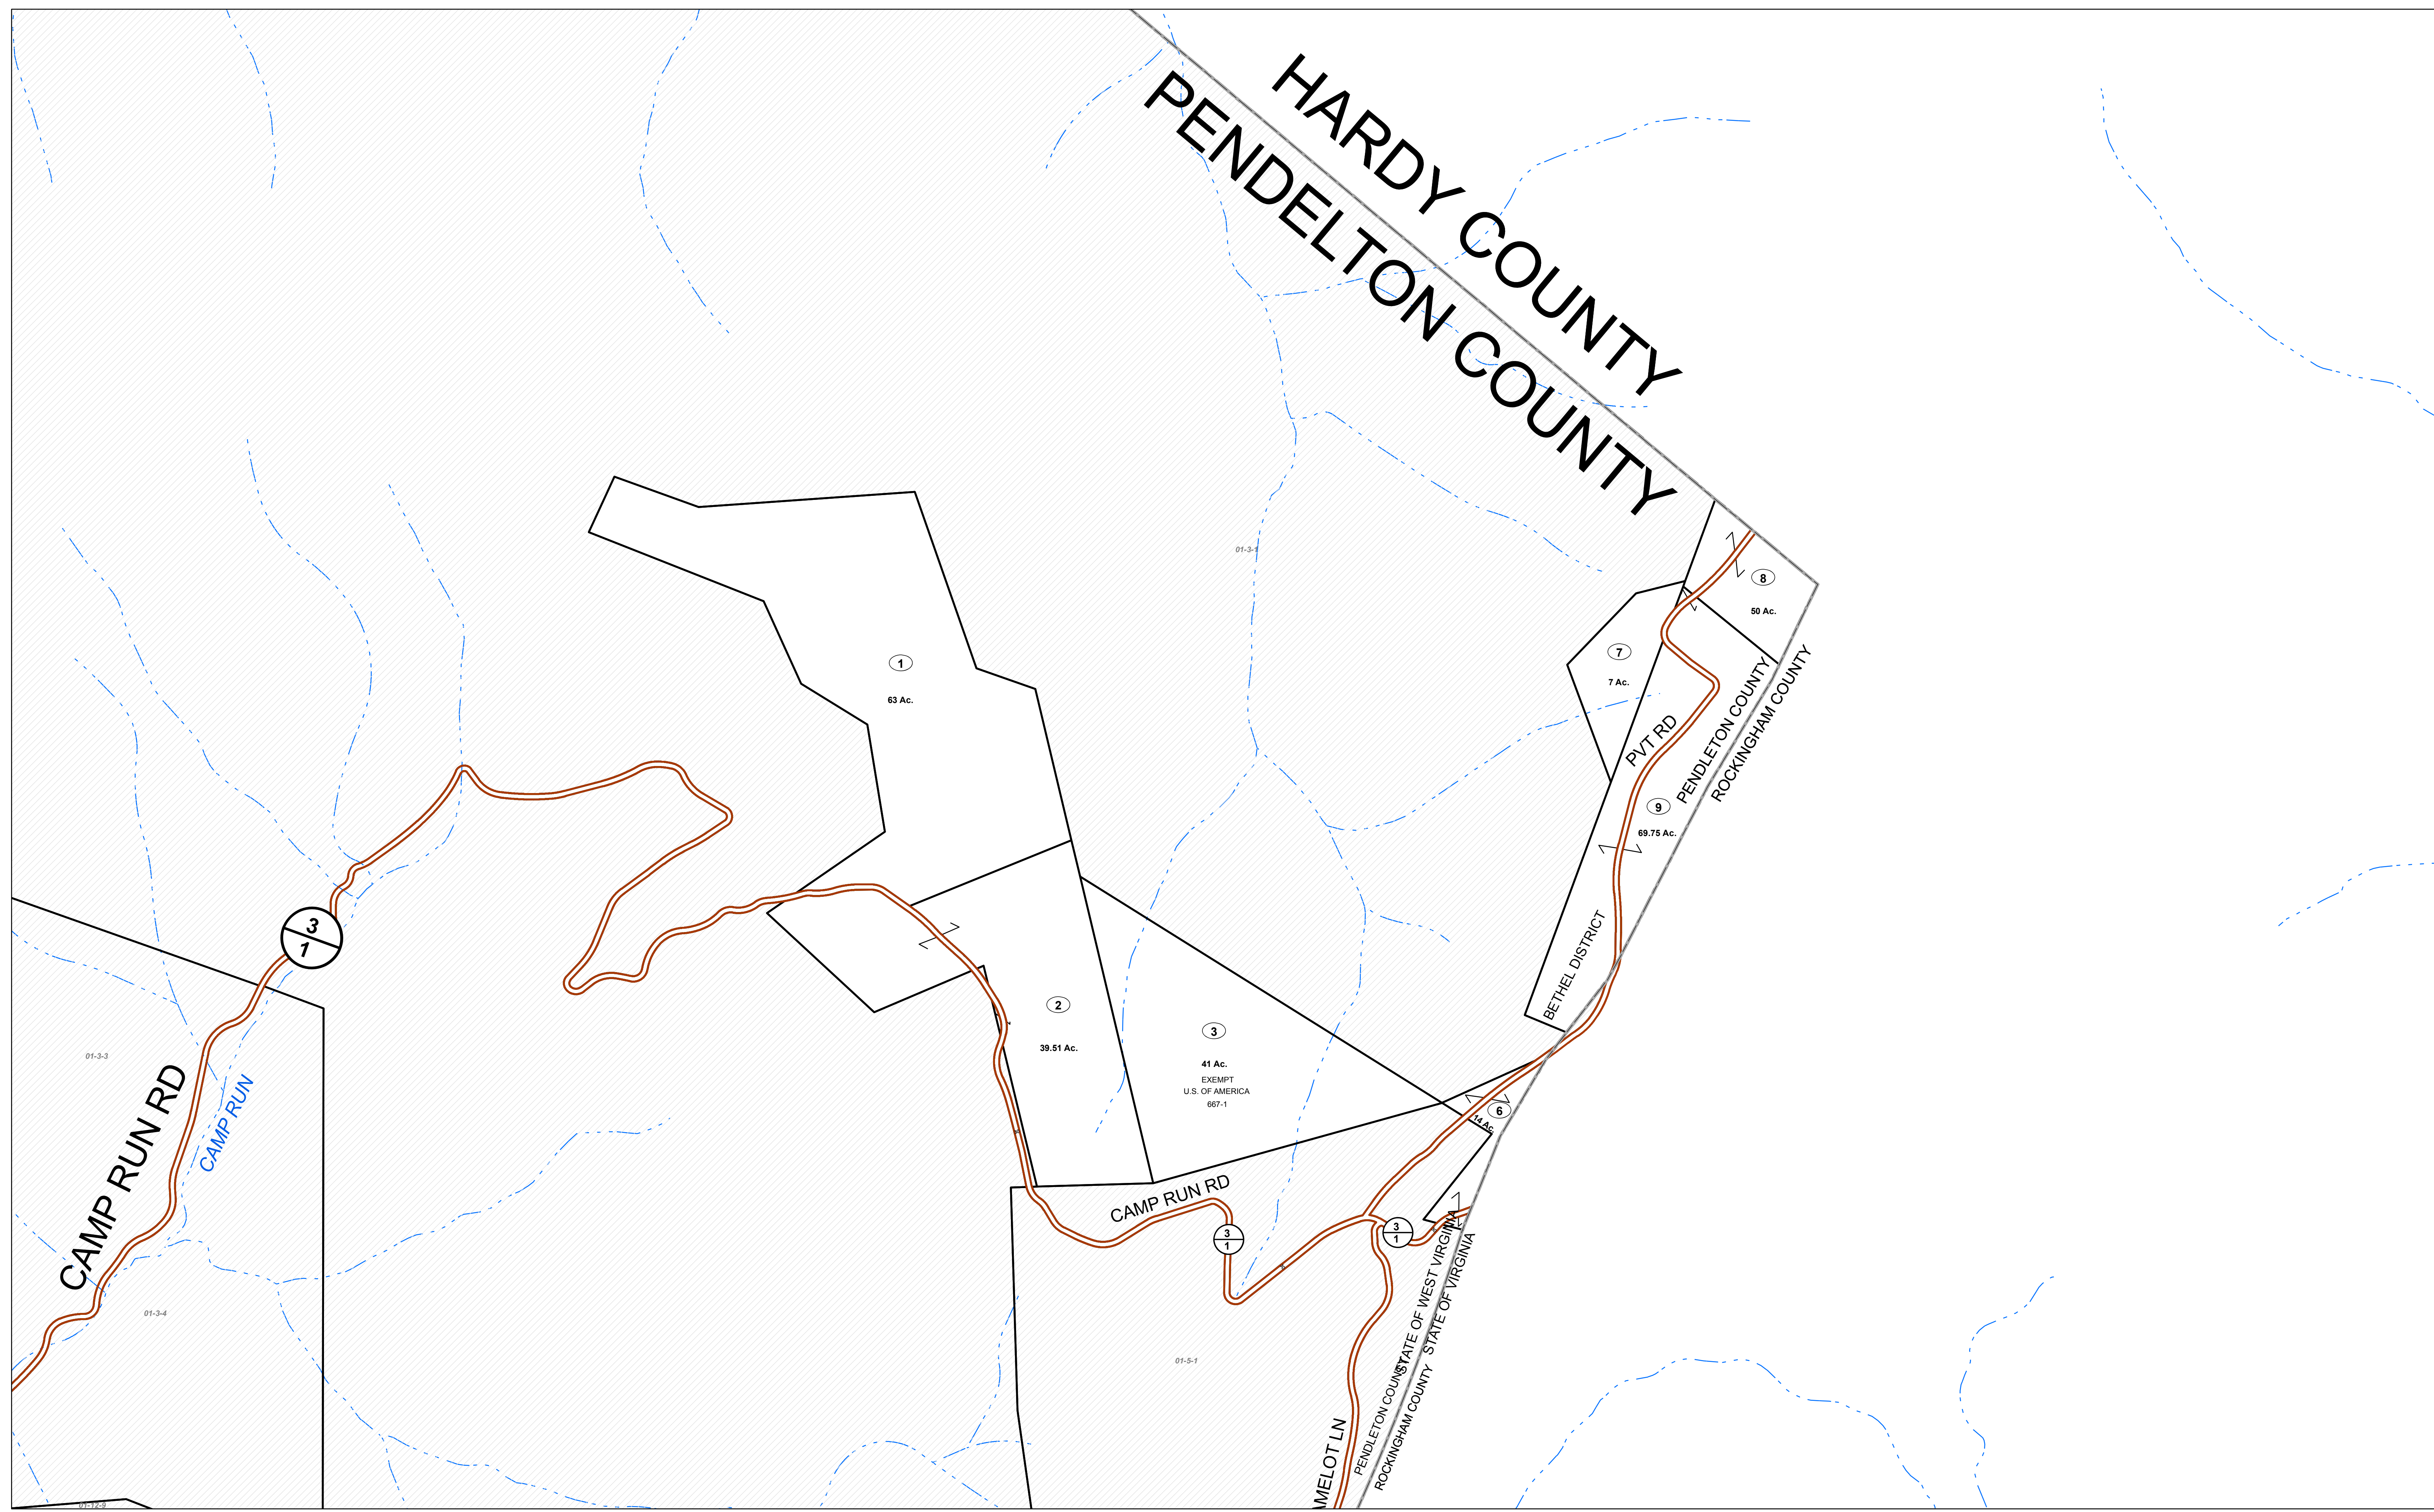 HARDY COUNTY
PENDELTON COUNTY
01-3-1
8
50 Ac.
7
7 Ac.
1
63 Ac.
PVT RD
PENDLETON COUNTY
ROCKINGHAM COUNTY
9
69.75 Ac.
3
1
BETHEL DISTRICT
2
39.51 Ac.
3
41 Ac.
EXEMPT
U.S. OF AMERICA
667-1
01-3-3
CAMP RUN RD
CAMP RUN
6
14 Ac.
CAMP RUN RD
3
1
3
1
STATE OF WEST VIRGINIA
STATE OF VIRGINIA
01-3-4
01-5-1
PENDLETON COUNTY
ROCKINGHAM COUNTY
AMELOT LN
01-12-9